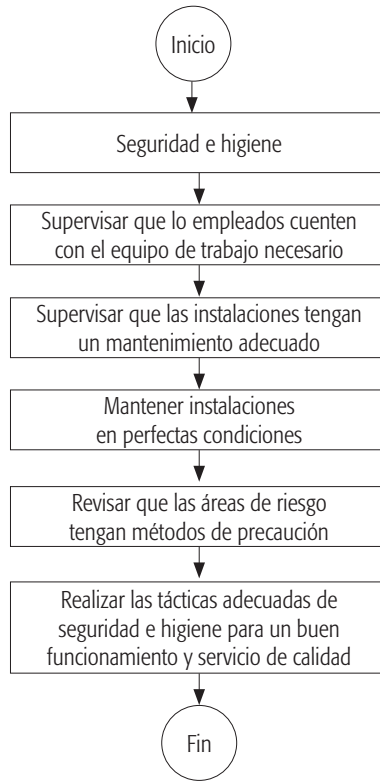 Inicio
Seguridad e higiene
Supervisar que lo empleados cuenten
con el equipo de trabajo necesario
Supervisar que las instalaciones tengan
un mantenimiento adecuado
Mantener instalaciones
en perfectas condiciones
Revisar que las áreas de riesgo
tengan métodos de precaución
Realizar las tácticas adecuadas de
seguridad e higiene para un buen
funcionamiento y servicio de calidad
Fin